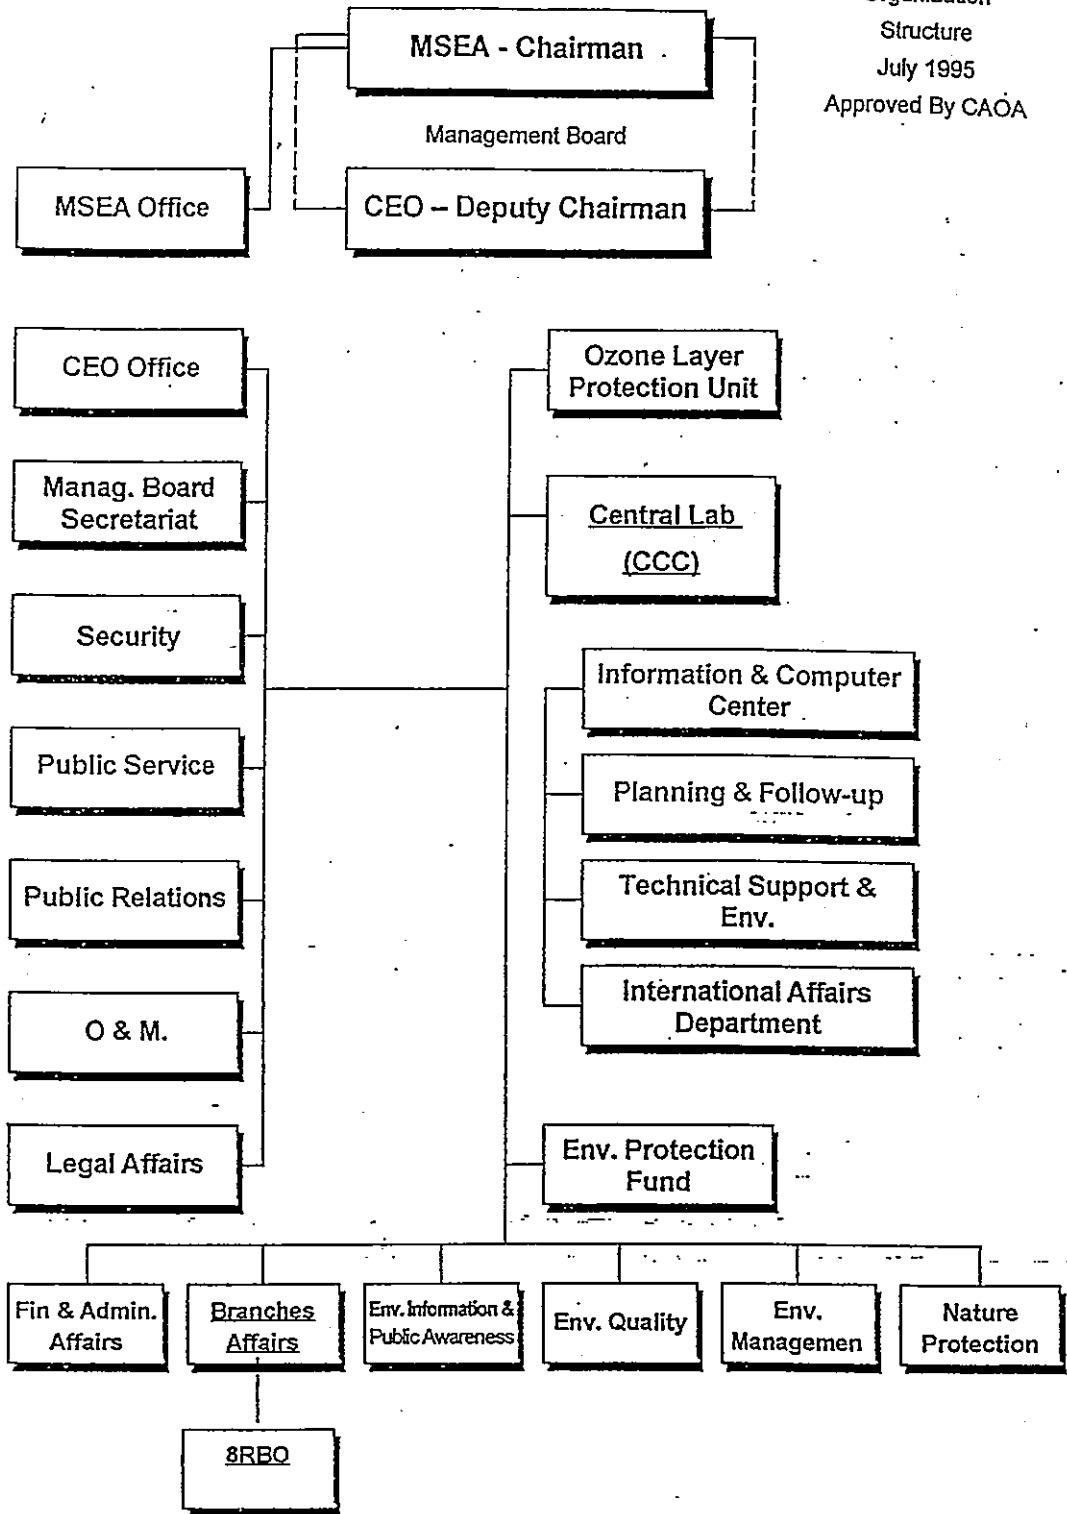 Structure
July 1995
Approved By CAOA
MSEA - Chairman
Management Board
MSEA Office
CEO – Deputy Chairman
CEO Office
Ozone Layer
Protection Unit
Manag. Board
Secretariat
Central Lab
(CCC)
Security
Information & Computer
Center
Public Service
Planning & Follow-up
Public Relations
Technical Support &
Env.
O & M.
International Affairs
Department
Legal Affairs
Env. Protection
Fund
Fin & Admin.
Affairs
Branches
Affairs
Env. Information &
Public Awareness
Env. Quality
Env.
Managemen
Nature
Protection
8RBO